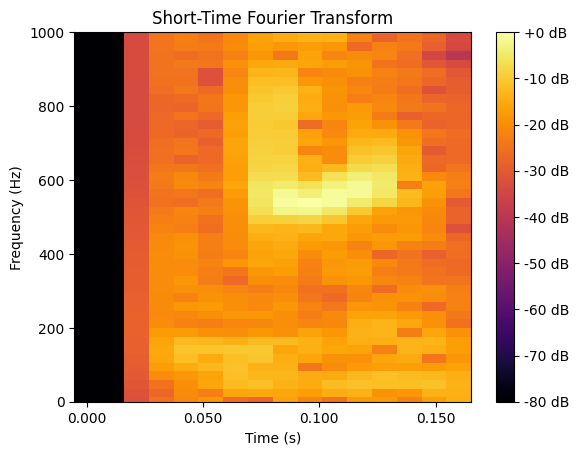 Short-Time Fourier Transform
1000
800
600
400
200
0
Frequency (Hz)
0.000
0.050
0.100
0.150
Time (s)
+0 dB
-10 dB
-20 dB
-30 dB
-40 dB
-50 dB
-60 dB
-70 dB
-80 dB